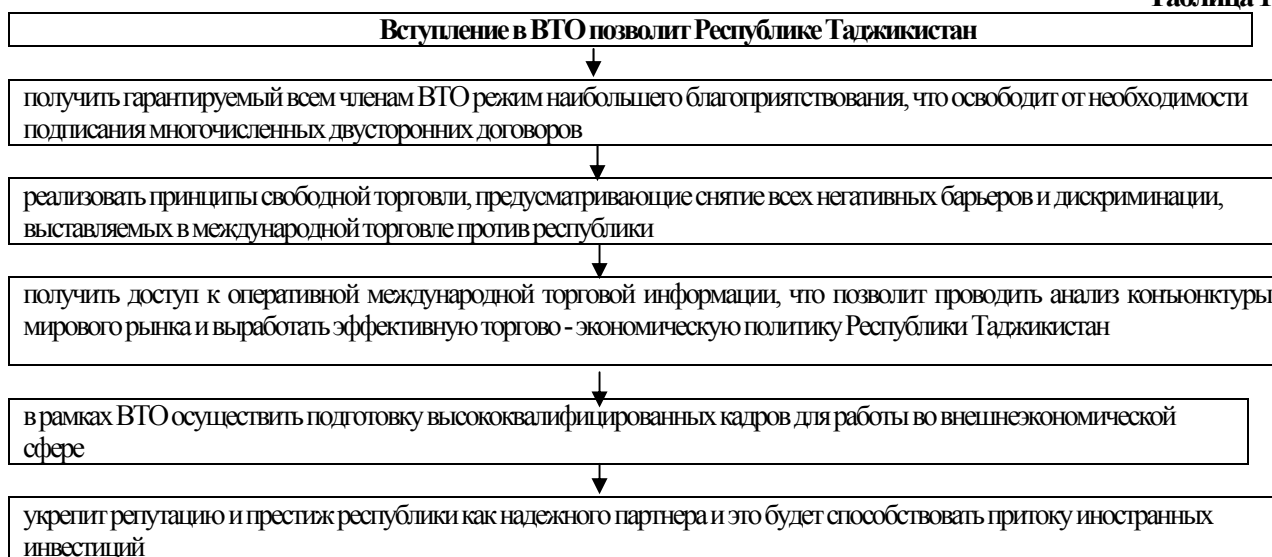 Таблица 1
Вступление в ВТО позволит Республике Таджикистан
получить гарантируемый всем членам ВТО режим наибольшего благоприятствования, что освободит от необходимости
подписания многочисленных двусторонних договоров
реализовать принципы свободной торговли, предусматривающие снятие всех негативных барьеров и дискриминации,
выставляемых в международной торговле против республики
получить доступ к оперативной международной торговой информации, что позволит проводить анализ конъюнктуры
мирового рынка и выработать эффективную торгово - экономическую политику Республики Таджикистан
в рамках ВТО осуществить подготовку высококвалифицированных кадров для работы во внешнеэкономической
сфере
укрепит репутацию и престиж республики как надежного партнера и это будет способствовать притоку иностранных
инвестиций